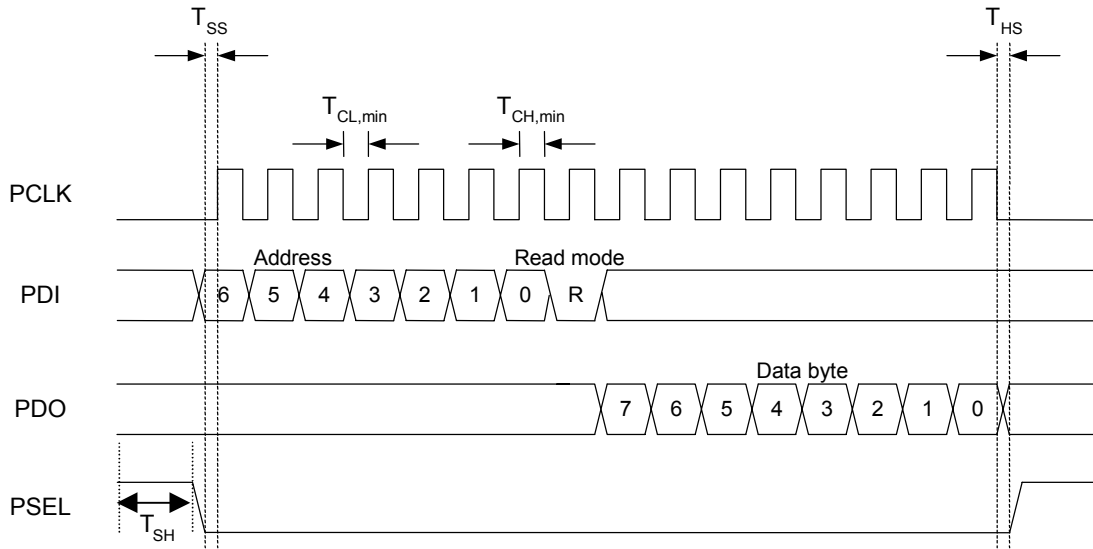 T_SS T_HS
T_CL,min T_CH,min
PCLK
Address Read mode
PDI 6 5 4 3 2 1 0 R
Data byte
PDO 7 6 5 4 3 2 1 0
PSEL
T_SH